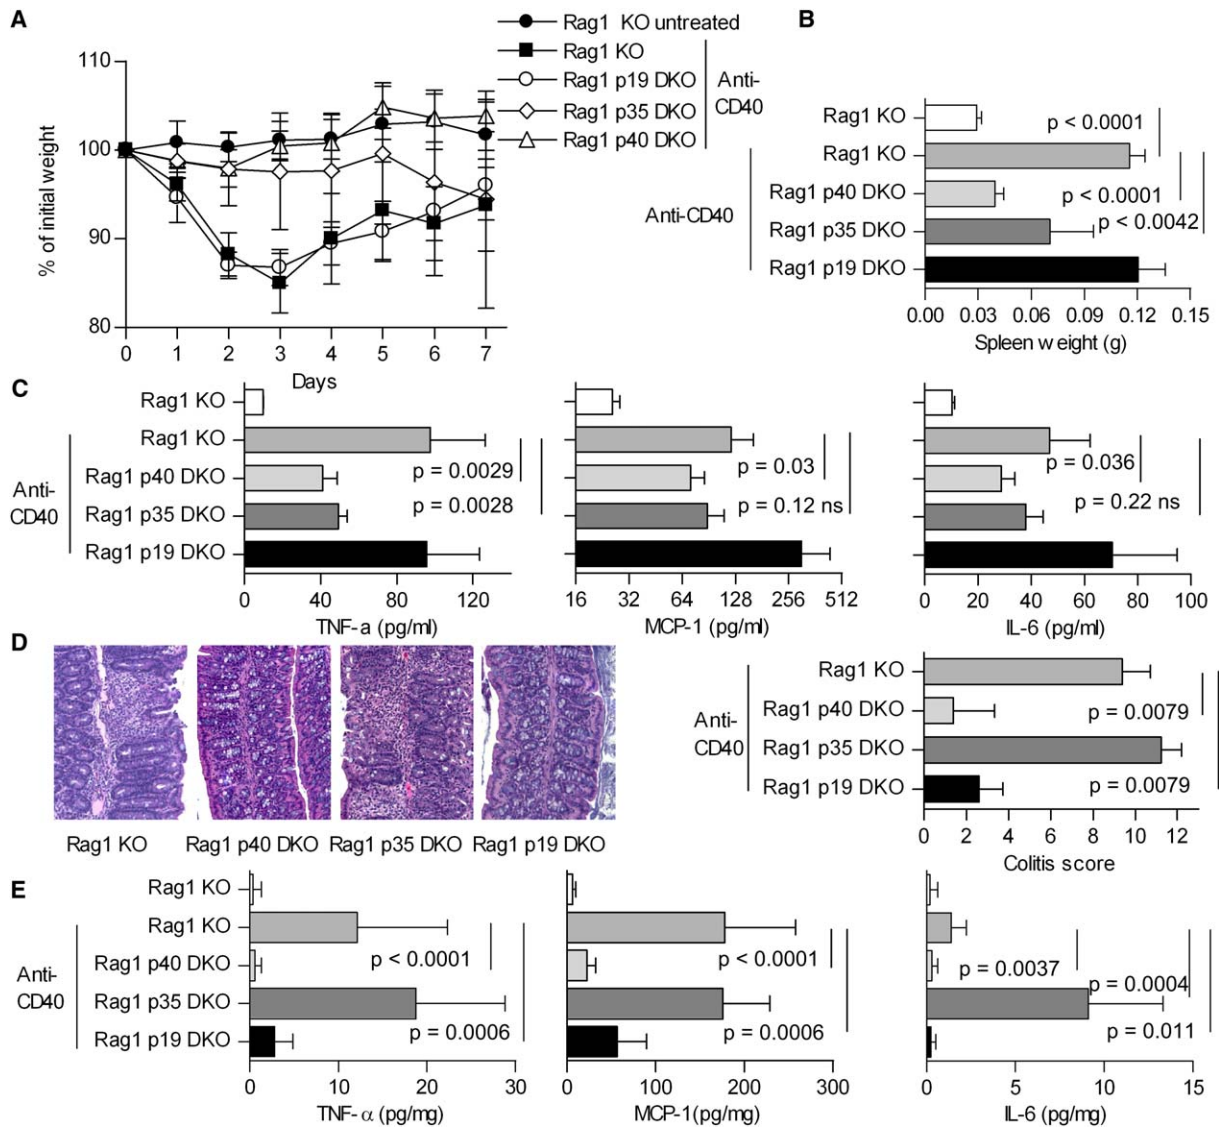 A
Rag1 KO untreated
Rag1 KO
Rag1 p19 DKO
Rag1 p35 DKO
Rag1 p40 DKO
Anti-
CD40
110
100
90
80
% of initial weight
0 1 2 3 4 5 6 7
Days
B
Rag1 KO
Rag1 KO
Rag1 p40 DKO
Rag1 p35 DKO
Rag1 p19 DKO
Anti-CD40
p < 0.0001
p < 0.0001
p < 0.0042
0.00 0.03 0.06 0.09 0.12 0.15
Spleen weight (g)
C
Rag1 KO
Rag1 KO
Rag1 p40 DKO
Rag1 p35 DKO
Rag1 p19 DKO
Anti-
CD40
p = 0.0029
p = 0.0028
0 40 80 120
TNF-a (pg/ml)
p = 0.03
p = 0.12 ns
16 32 64 128 256 512
MCP-1 (pg/ml)
p = 0.036
p = 0.22 ns
0 20 40 60 80 100
IL-6 (pg/ml)
D
Rag1 KO Rag1 p40 DKO Rag1 p35 DKO Rag1 p19 DKO
Rag1 KO
Rag1 p40 DKO
Rag1 p35 DKO
Rag1 p19 DKO
Anti-
CD40
p = 0.0079
p = 0.0079
0 2 4 6 8 10 12
Colitis score
E
Rag1 KO
Rag1 KO
Rag1 p40 DKO
Rag1 p35 DKO
Rag1 p19 DKO
Anti-
CD40
p < 0.0001
p = 0.0006
0 10 20 30
TNF- α (pg/mg)
p < 0.0001
p = 0.0006
0 100 200 300
MCP-1(pg/mg)
p = 0.0037
p = 0.0004
p = 0.011
0 5 10 15
IL-6 (pg/mg)